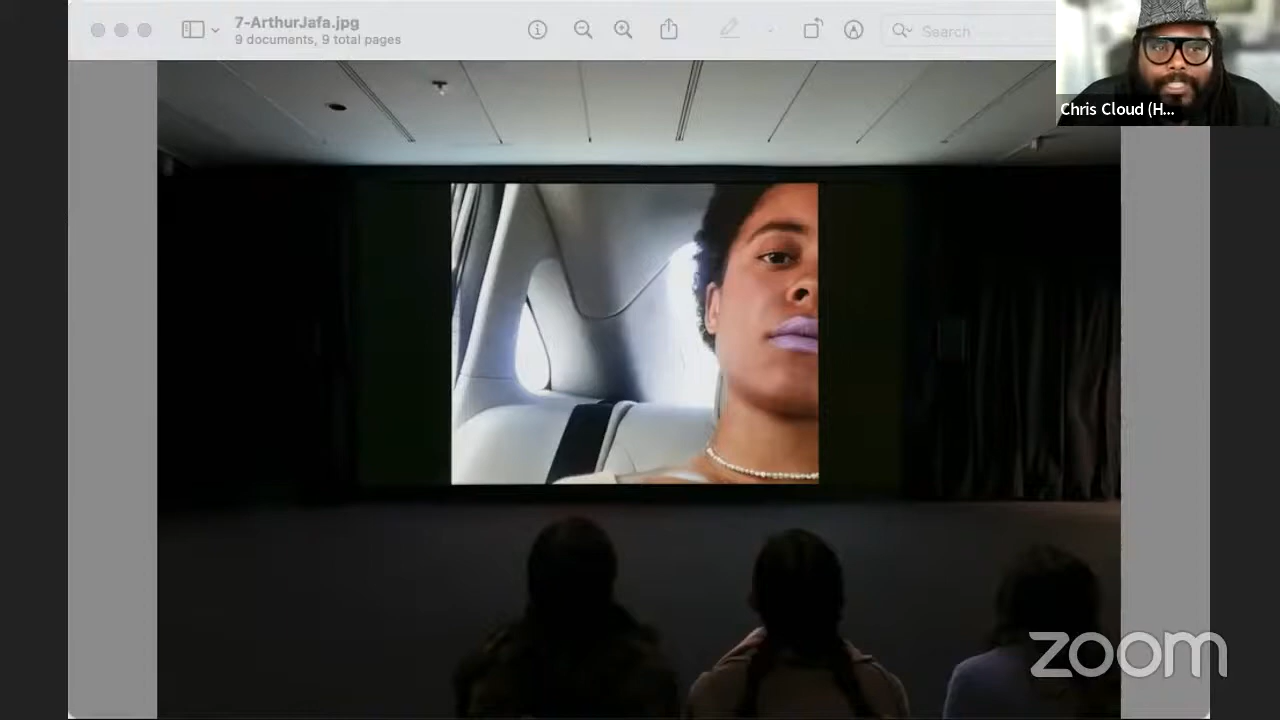 7-ArthurJafa.jpg
9 documents, 9 total pages
Search
Chris Cloud (H...
zoom